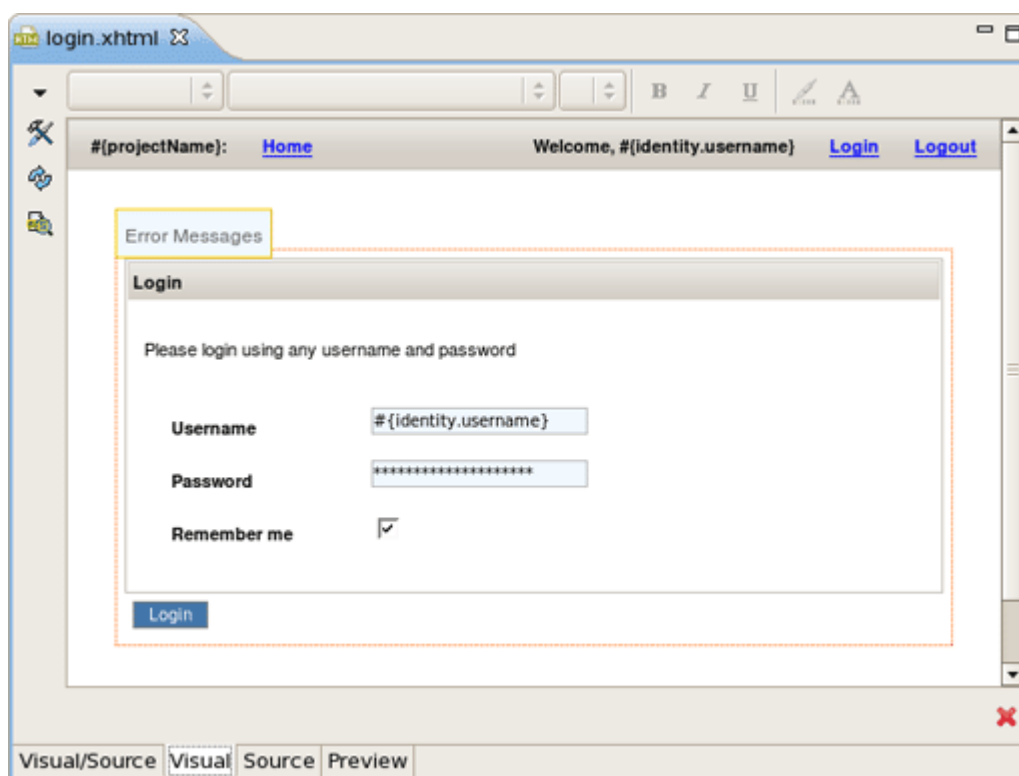 login.xhtml
B I U A
#{projectName}: Home Welcome, #{identity.username} Login Logout
Error Messages
Login
Please login using any username and password
Username #{identity.username}
Password ********************
Remember me
Login
Visual/Source Visual Source Preview